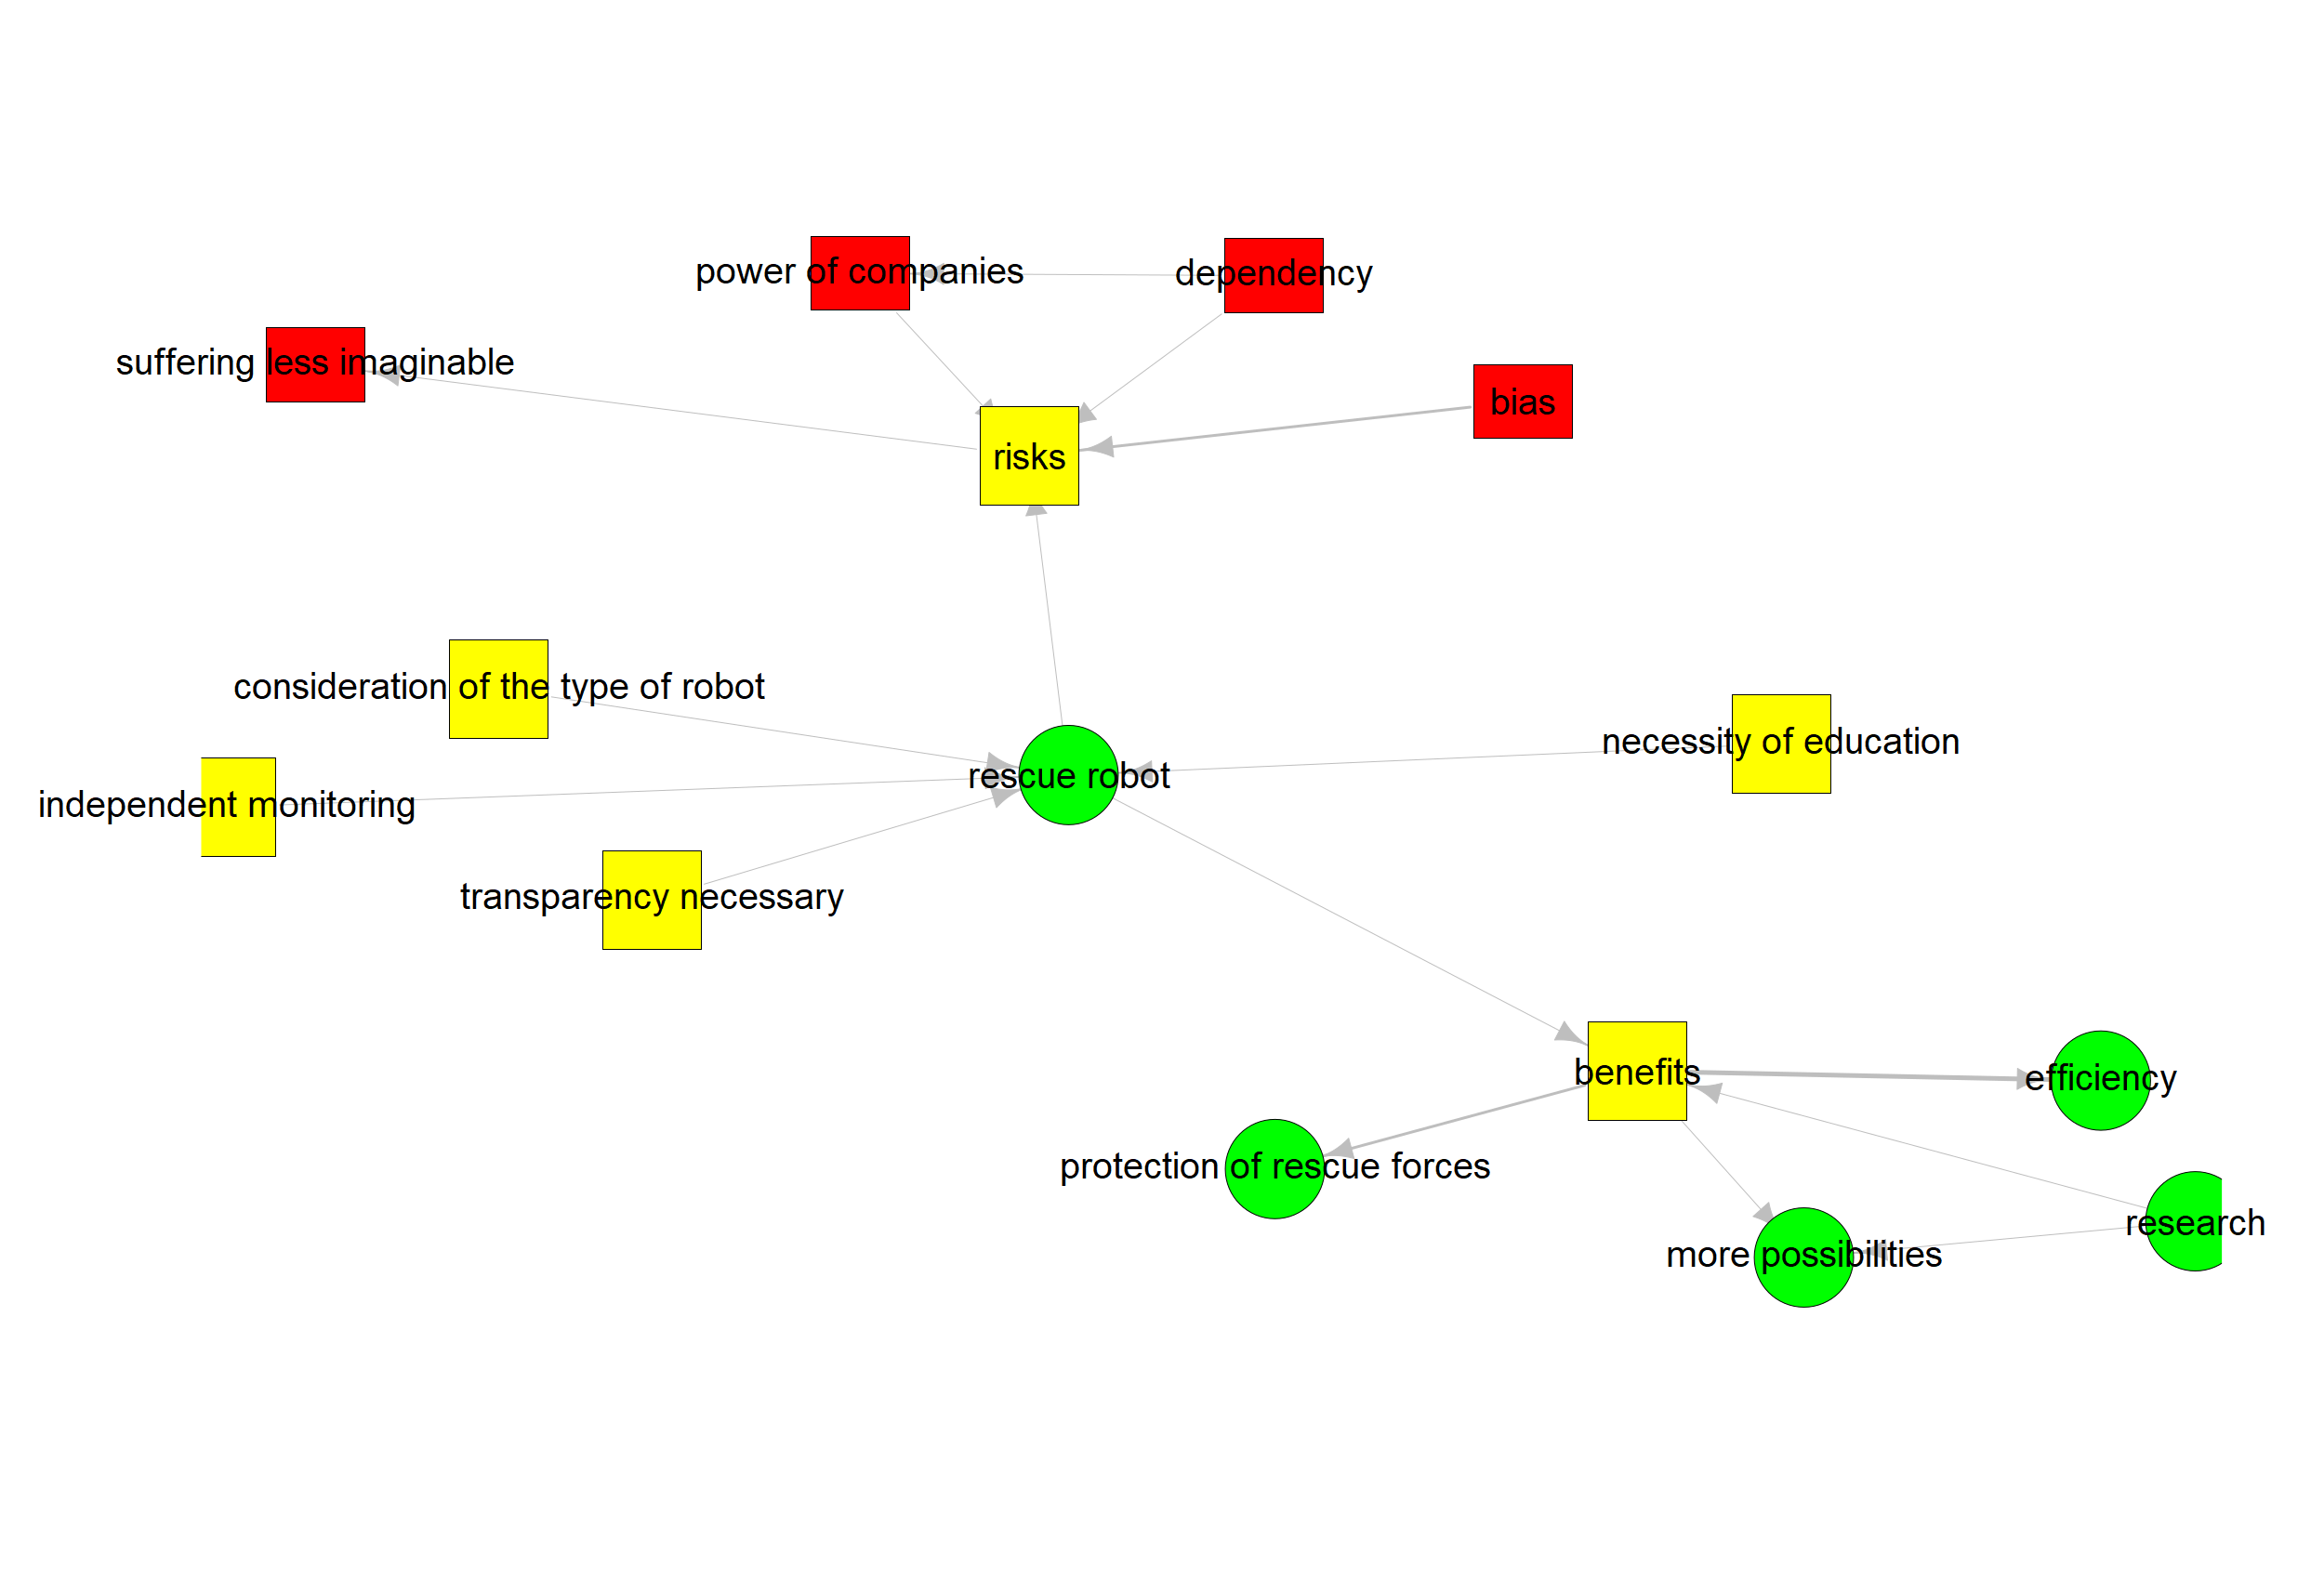 power of companies
dependency
suffering less imaginable
bias
risks
consideration of the type of robot
necessity of education
rescue robot
independent monitoring
transparency necessary
benefits
efficiency
protection of rescue forces
research
more possibilities